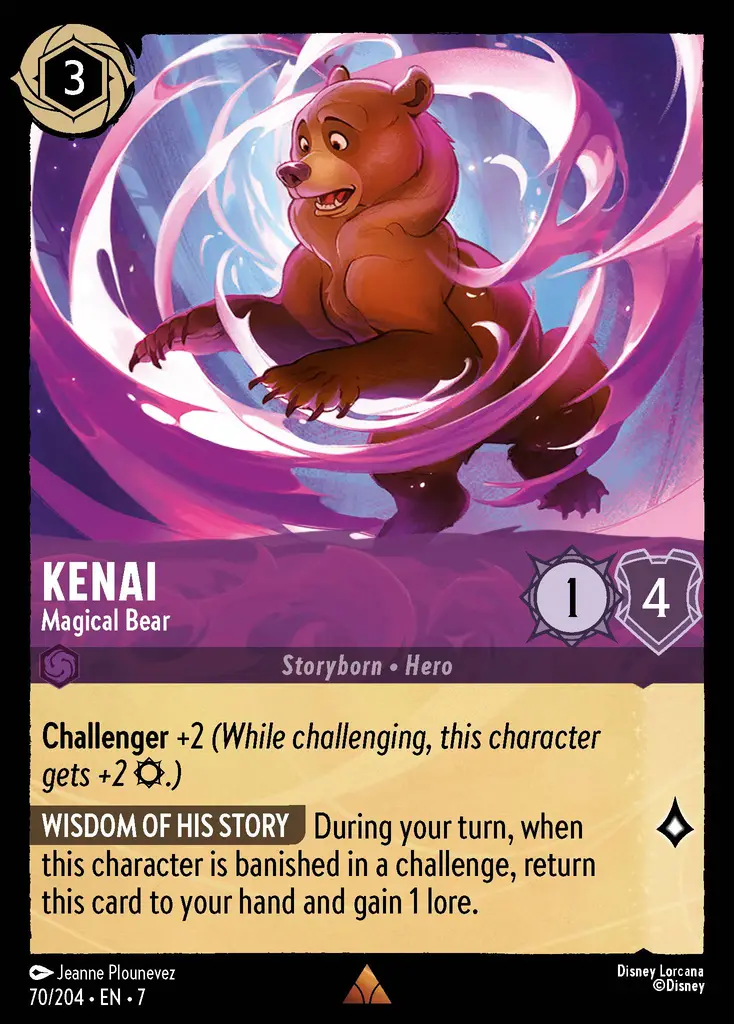 3
KENAI
Magical Bear
1
4
Storyborn • Hero
Challenger +2 (While challenging, this character
gets +2 .)
WISDOM OF HIS STORY During your turn, when
this character is banished in a challenge, return
this card to your hand and gain 1 lore.
Jeanne Plounevez
70/204 • EN • 7
Disney Lorcana
©Disney